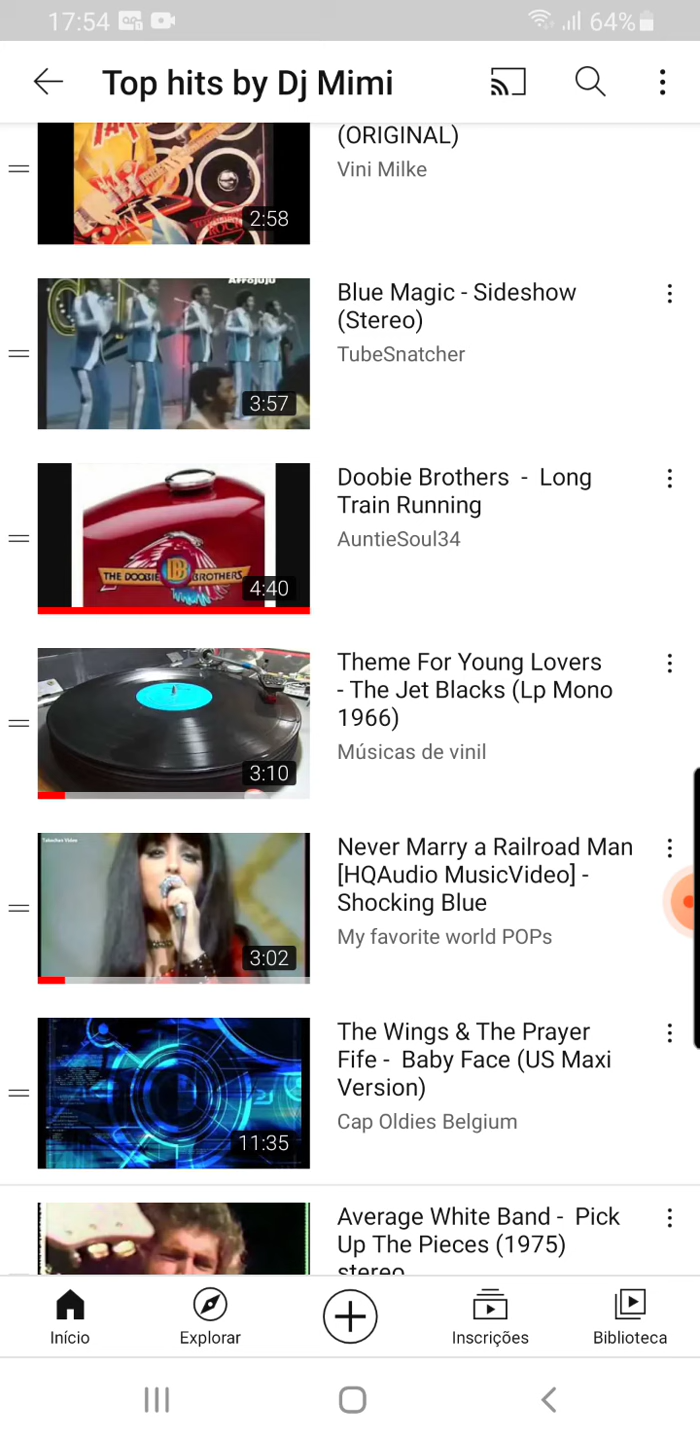 17:54
64%
Top hits by Dj Mimi
(ORIGINAL)
Vini Milke
2:58
Blue Magic - Sideshow
(Stereo)
TubeSnatcher
Afrojuju
3:57
Doobie Brothers - Long
Train Running
AuntieSoul34
THE DOOBIE BROTHERS
4:40
Theme For Young Lovers
- The Jet Blacks (Lp Mono
1966)
Músicas de vinil
3:10
Never Marry a Railroad Man
[HQAudio MusicVideo] -
Shocking Blue
My favorite world POPs
3:02
The Wings & The Prayer
Fife - Baby Face (US Maxi
Version)
Cap Oldies Belgium
11:35
Average White Band - Pick
Up The Pieces (1975)
stereo
Início
Explorar
Inscrições
Biblioteca